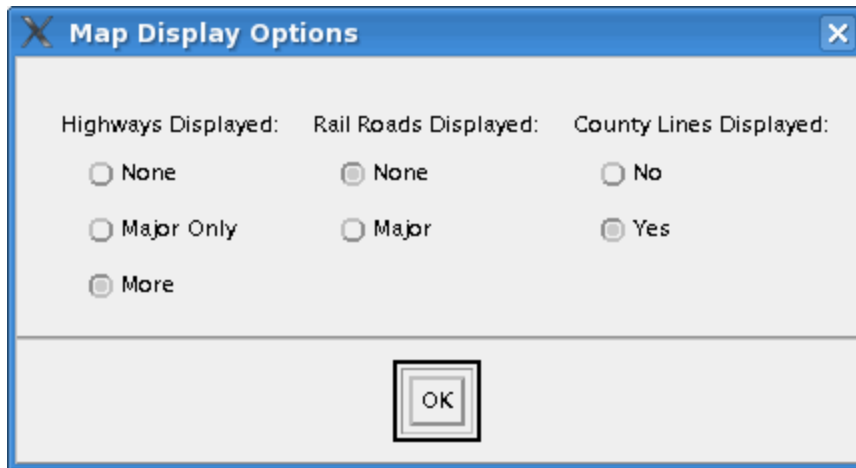 Map Display Options
Highways Displayed: Rail Roads Displayed: County Lines Displayed:
None None No
Major Only Major Yes
More
OK